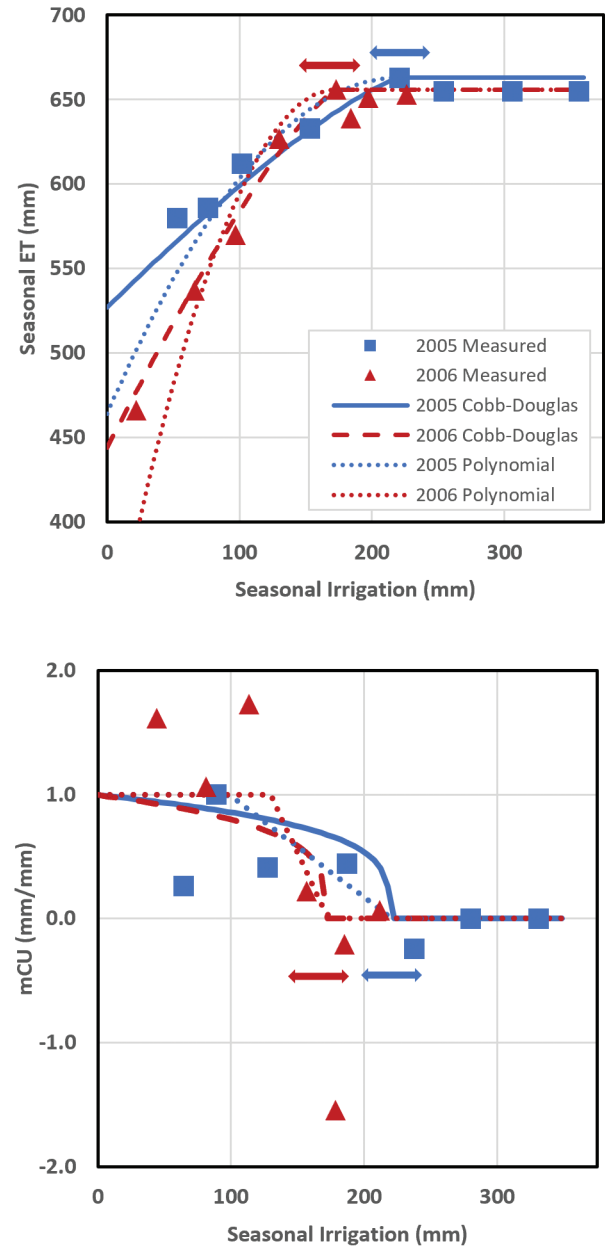 700
650
600
550
500
450
400
Seasonal ET (mm)
2005 Measured
2006 Measured
2005 Cobb-Douglas
2006 Cobb-Douglas
2005 Polynomial
2006 Polynomial
0 100 200 300
Seasonal Irrigation (mm)
2.0
1.0
0.0
-1.0
-2.0
mCU (mm/mm)
0 100 200 300
Seasonal Irrigation (mm)